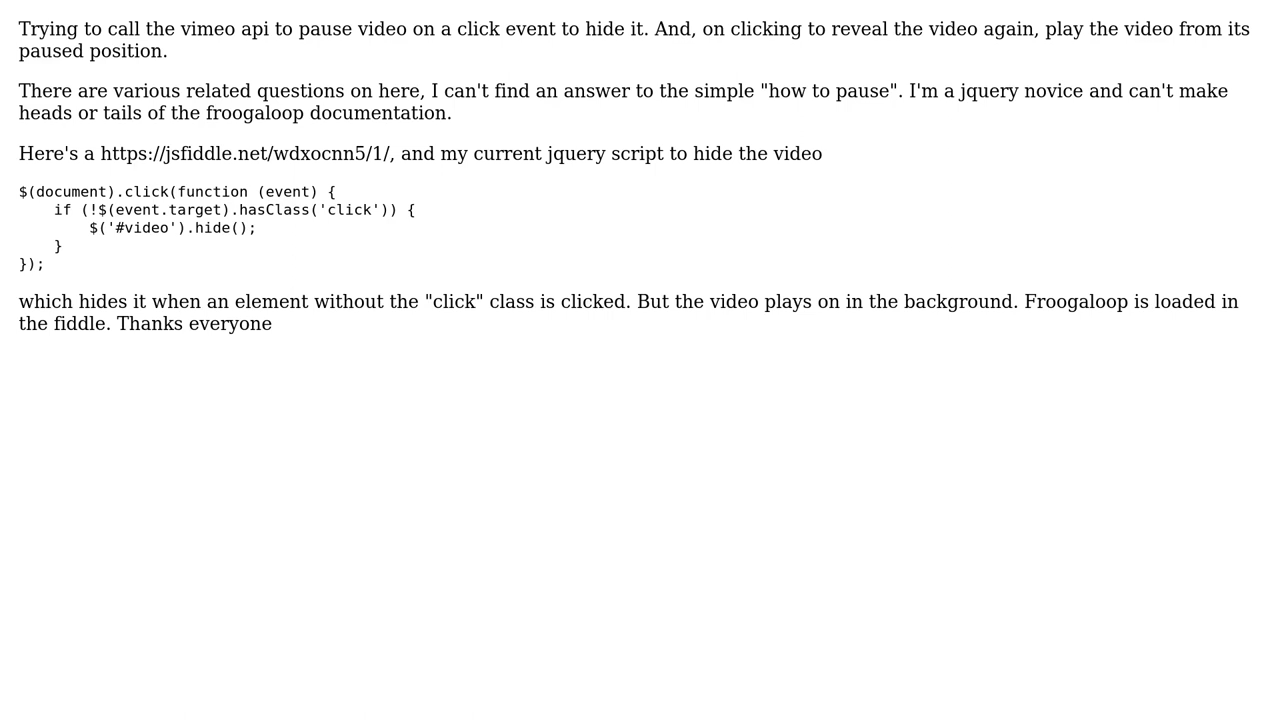 Trying to call the vimeo api to pause video on a click event to hide it. And, on clicking to reveal the video again, play the video from its
paused position.
There are various related questions on here, I can't find an answer to the simple "how to pause". I'm a jquery novice and can't make
heads or tails of the froogaloop documentation.
Here's a https://jsfiddle.net/wdxocnn5/1/, and my current jquery script to hide the video
$(document).click(function (event) {
    if (!$(event.target).hasClass('click')) {
        $('#video').hide();
    }
});
which hides it when an element without the "click" class is clicked. But the video plays on in the background. Froogaloop is loaded in
the fiddle. Thanks everyone